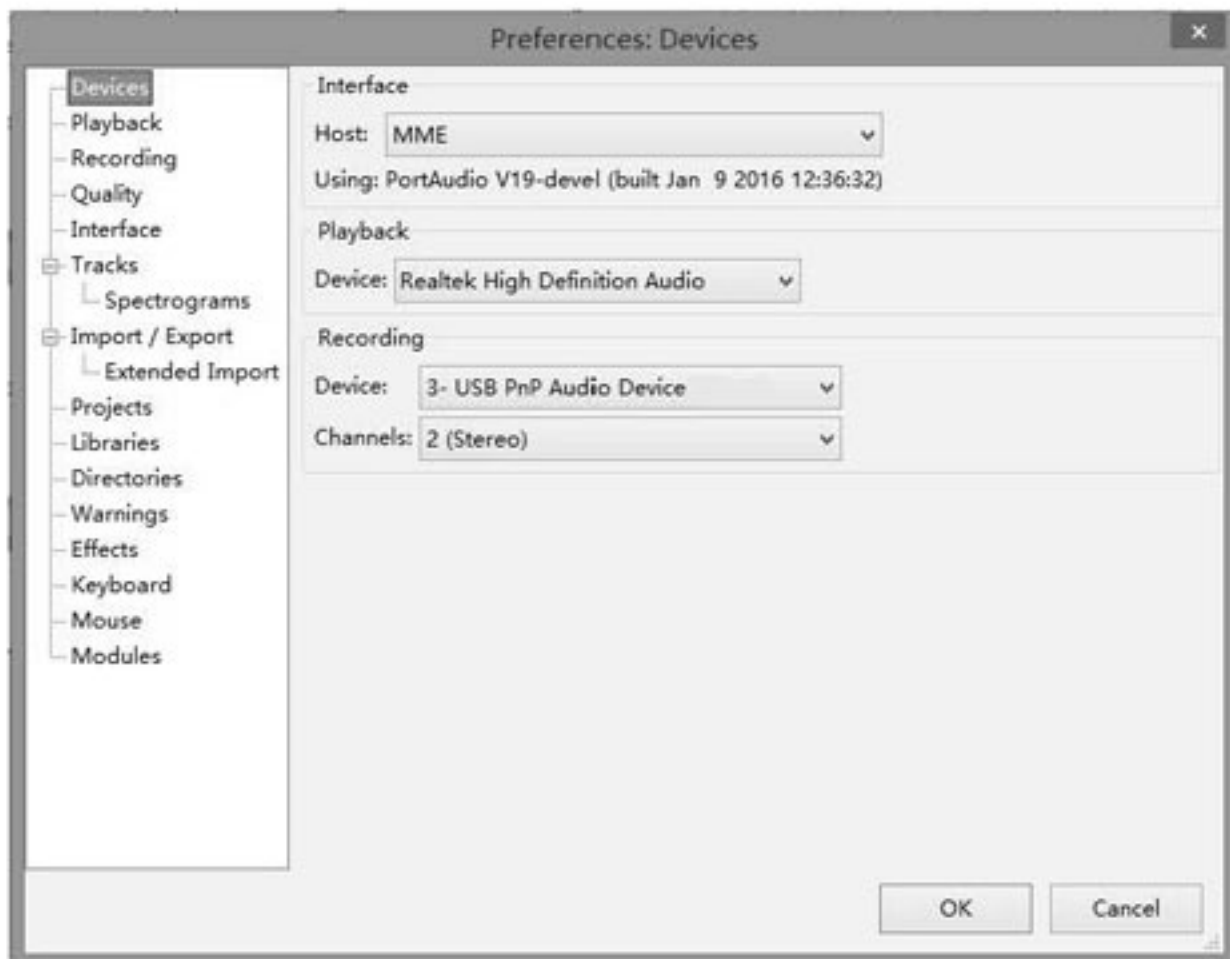 Preferences: Devices
Devices
Playback
Recording
Quality
Interface
Tracks
Spectrograms
Import / Export
Extended Import
Projects
Libraries
Directories
Warnings
Effects
Keyboard
Mouse
Modules
Interface
Host: MME
Using: PortAudio V19-devel (built Jan 9 2016 12:36:32)
Playback
Device: Realtek High Definition Audio
Recording
Device: 3- USB PnP Audio Device
Channels: 2 (Stereo)
OK Cancel